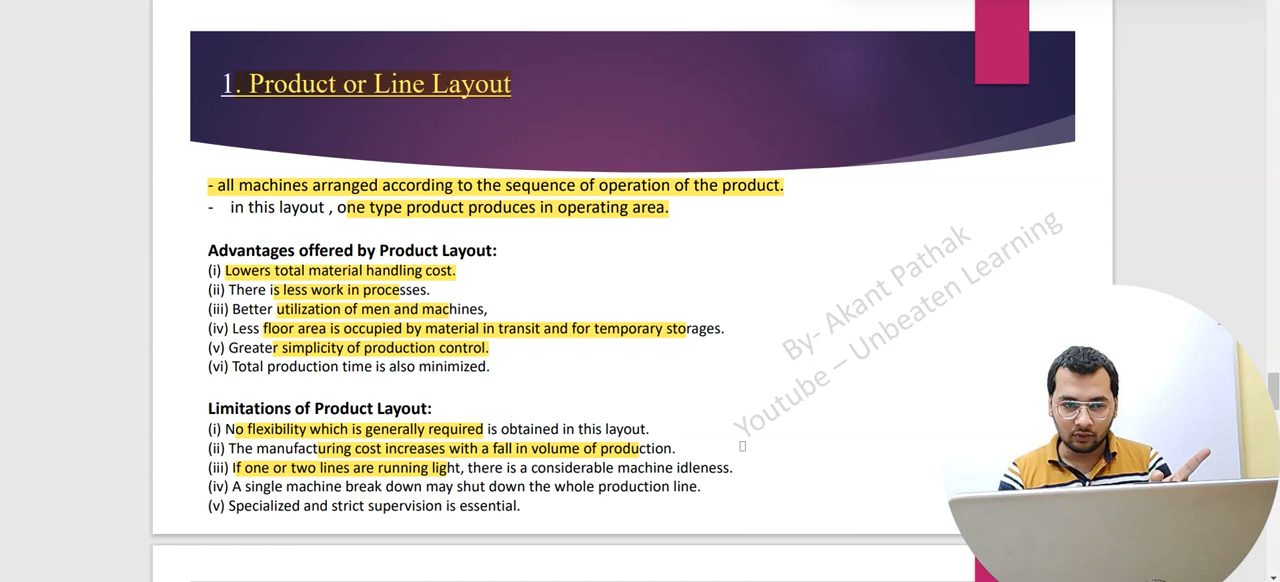 1. Product or Line Layout
- all machines arranged according to the sequence of operation of the product.
- in this layout , one type product produces in operating area.
Advantages offered by Product Layout:
(i) Lowers total material handling cost.
(ii) There is less work in processes.
(iii) Better utilization of men and machines,
(iv) Less floor area is occupied by material in transit and for temporary storages.
(v) Greater simplicity of production control.
(vi) Total production time is also minimized.
Limitations of Product Layout:
(i) No flexibility which is generally required is obtained in this layout.
(ii) The manufacturing cost increases with a fall in volume of production.
(iii) If one or two lines are running light, there is a considerable machine idleness.
(iv) A single machine break down may shut down the whole production line.
(v) Specialized and strict supervision is essential.
By- Akant Pathak
Youtube – Unbeaten Learning